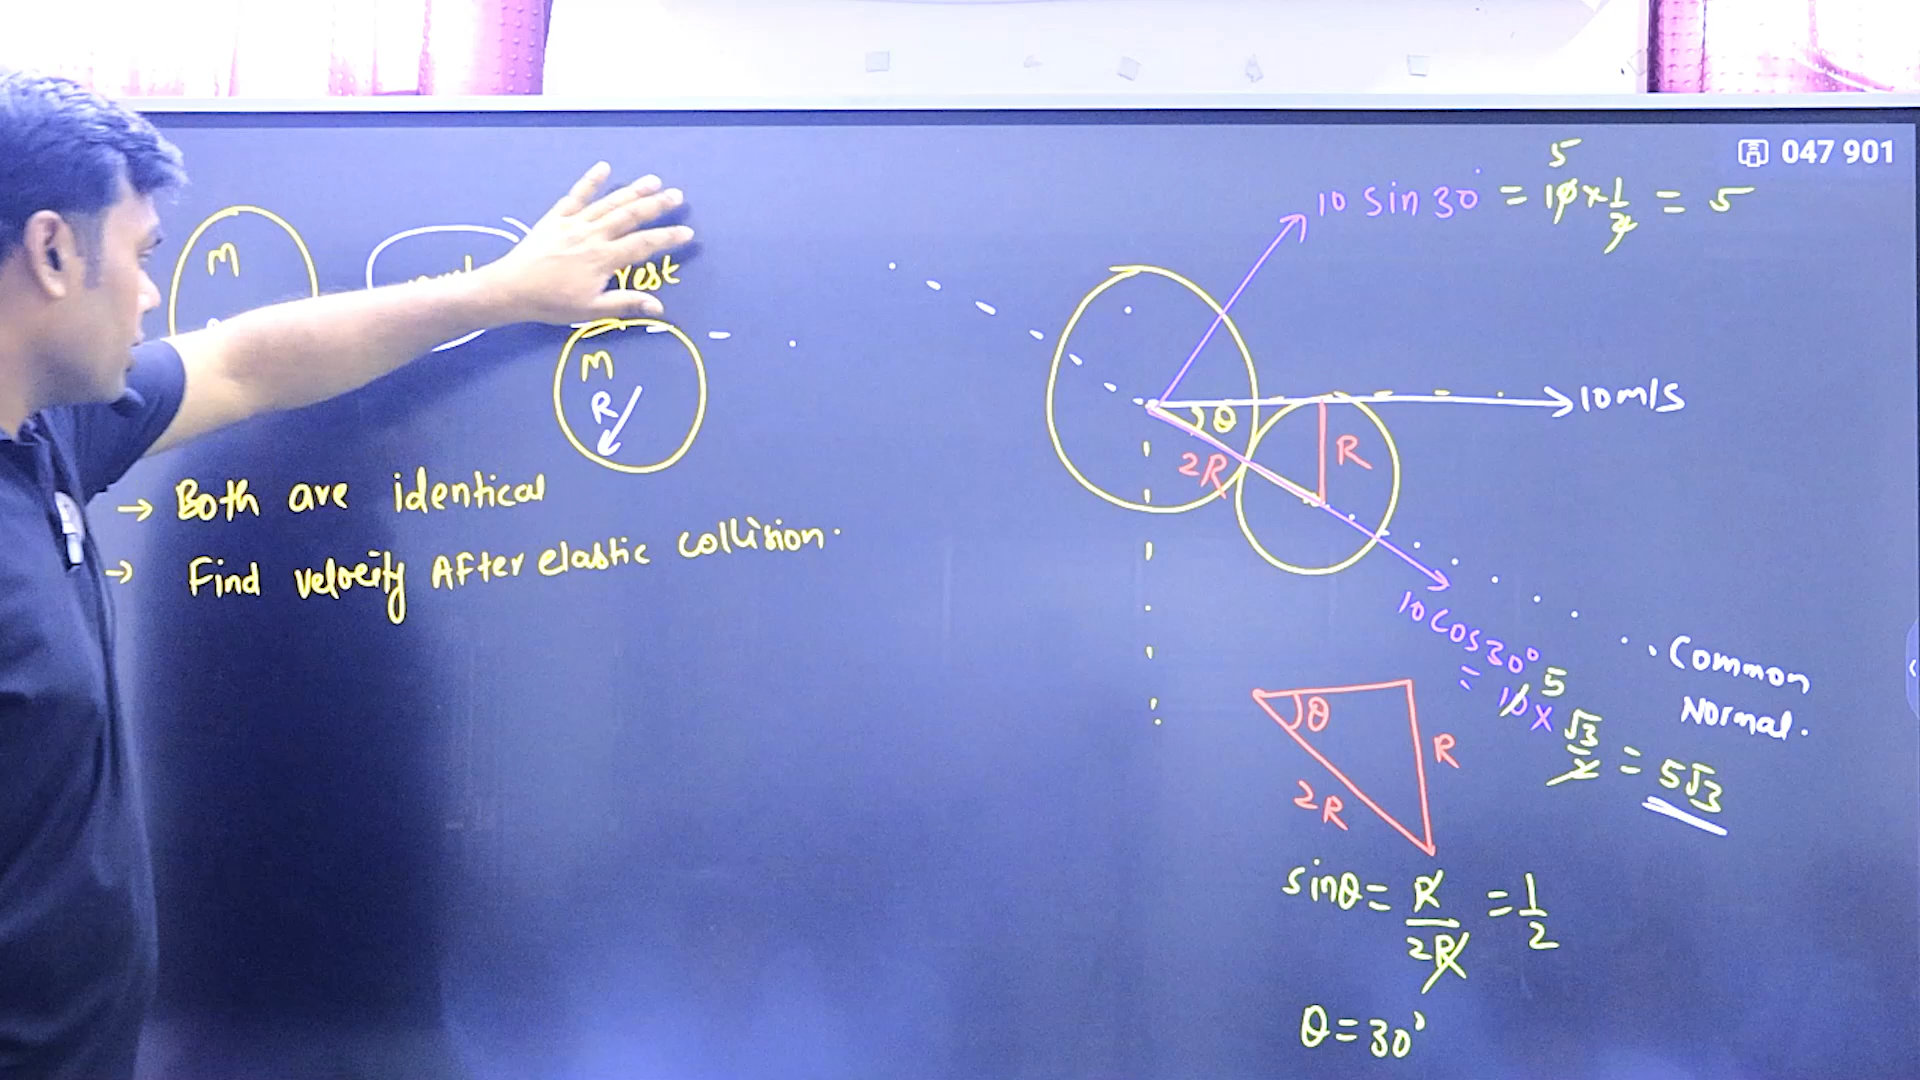 047 901
M
rest
M
R
→ Both are identical
→ Find velocity After elastic collision.
10 sin 30° = 10 × 1/2 = 5
5
10 m/s
θ
2R
R
10 cos 30°
= 10 × √3/2 = 5√3
5
Common
Normal.
θ
R
2R
sinθ = R/2R = 1/2
θ = 30°